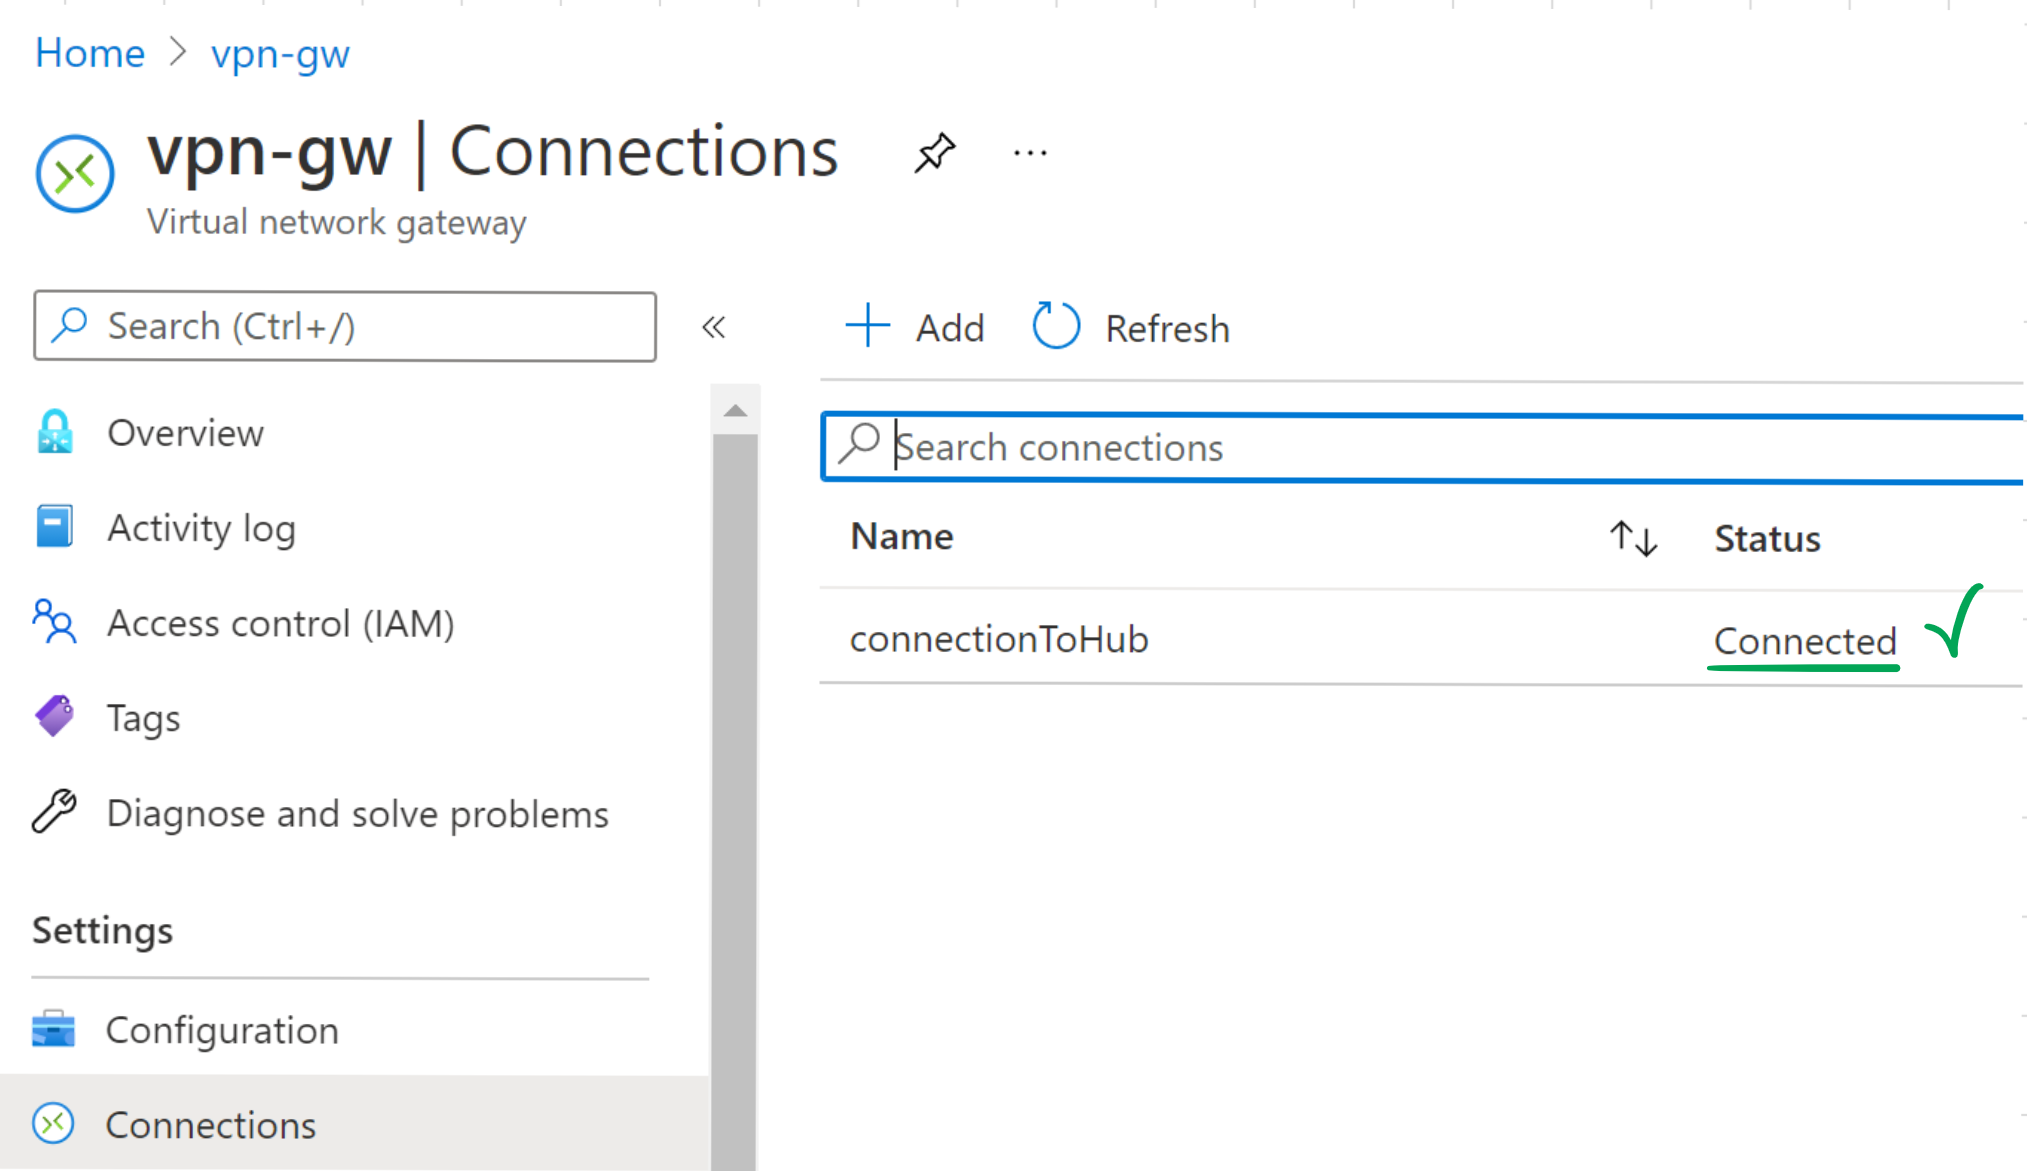 Home > vpn-gw
vpn-gw | Connections ...
Virtual network gateway
Search (Ctrl+/)
«
Overview
Activity log
Access control (IAM)
Tags
Diagnose and solve problems
Settings
Configuration
Connections
Add
Refresh
Search connections
Name
Status
connectionToHub
Connected